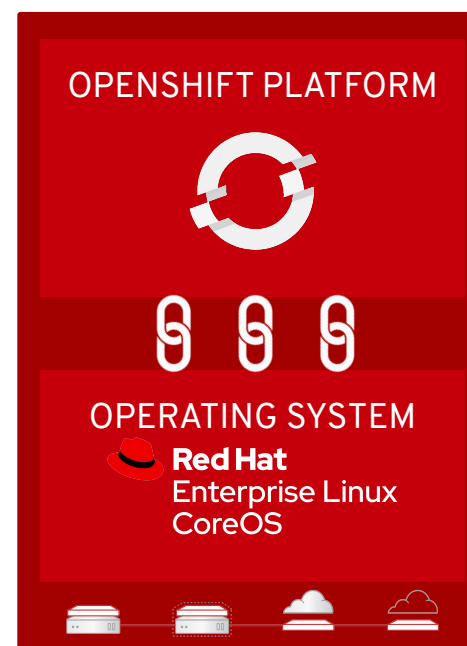 OPENSHIFT PLATFORM
OPERATING SYSTEM
Red Hat
Enterprise Linux
CoreOS